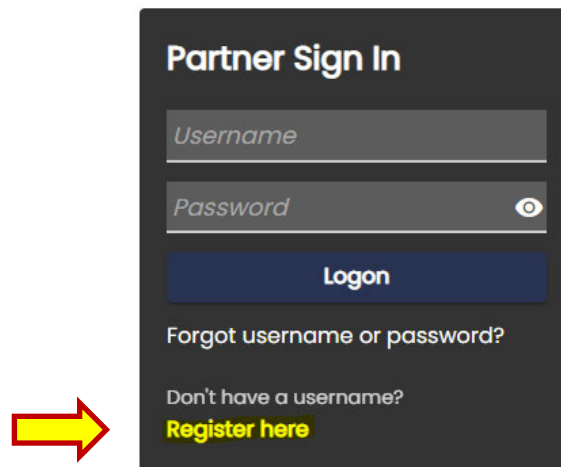 Partner Sign In
Username
Password
Logon
Forgot username or password?
Don't have a username?
Register here